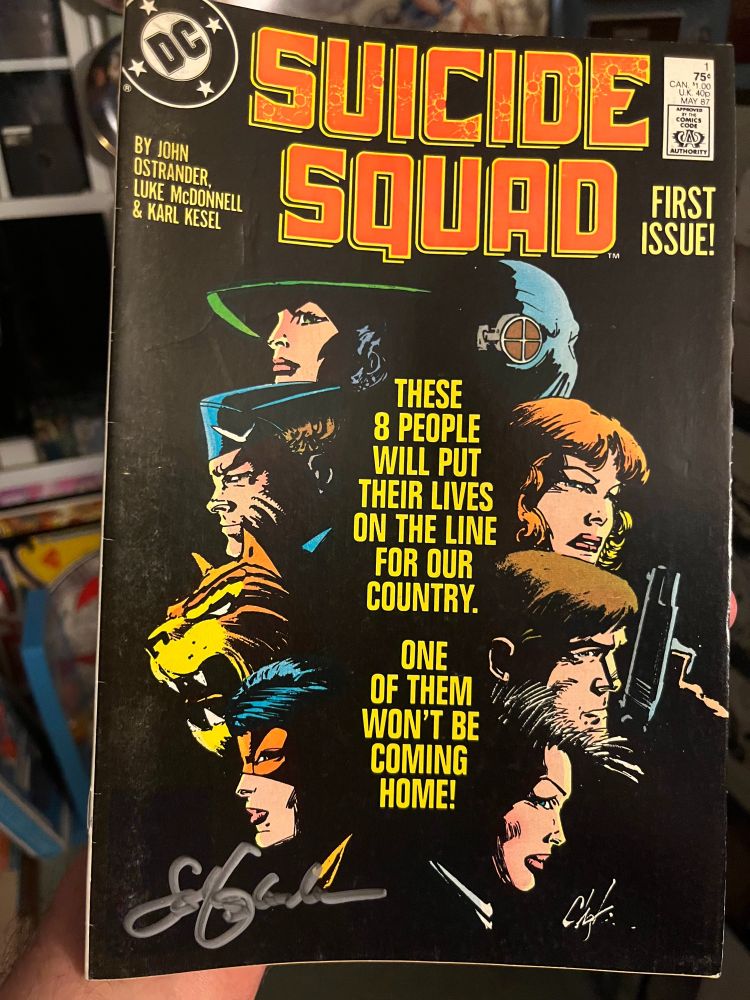 DC
®
SUICIDE
SQUAD
TM
1
75¢
CAN. $1.00
U.K. 40p
MAY 87
APPROVED
BY THE
COMICS
CODE
AUTHORITY
BY JOHN
OSTRANDER,
LUKE McDONNELL
& KARL KESEL
FIRST
ISSUE!
THESE
8 PEOPLE
WILL PUT
THEIR LIVES
ON THE LINE
FOR OUR
COUNTRY.
ONE
OF THEM
WON'T BE
COMING
HOME!